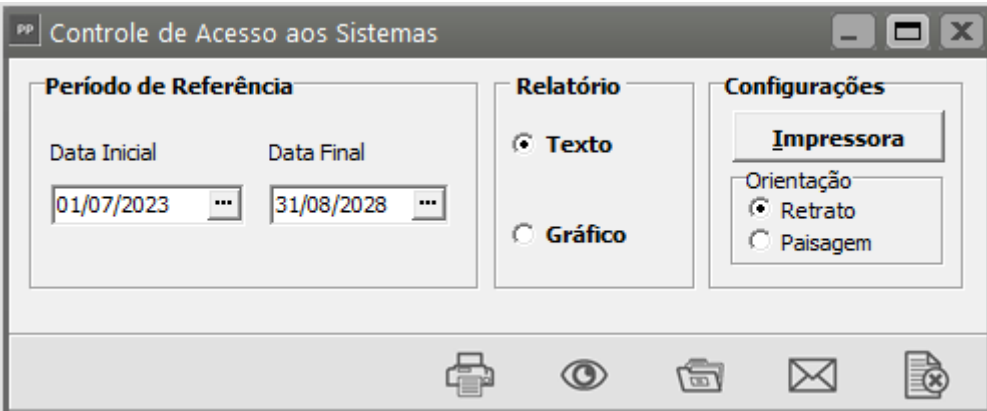 PP Controle de Acesso aos Sistemas
Período de Referência
Data Inicial Data Final
01/07/2023 ... 31/08/2028 ...
Relatório
Texto
Gráfico
Configurações
Impressora
Orientação
Retrato
Paisagem